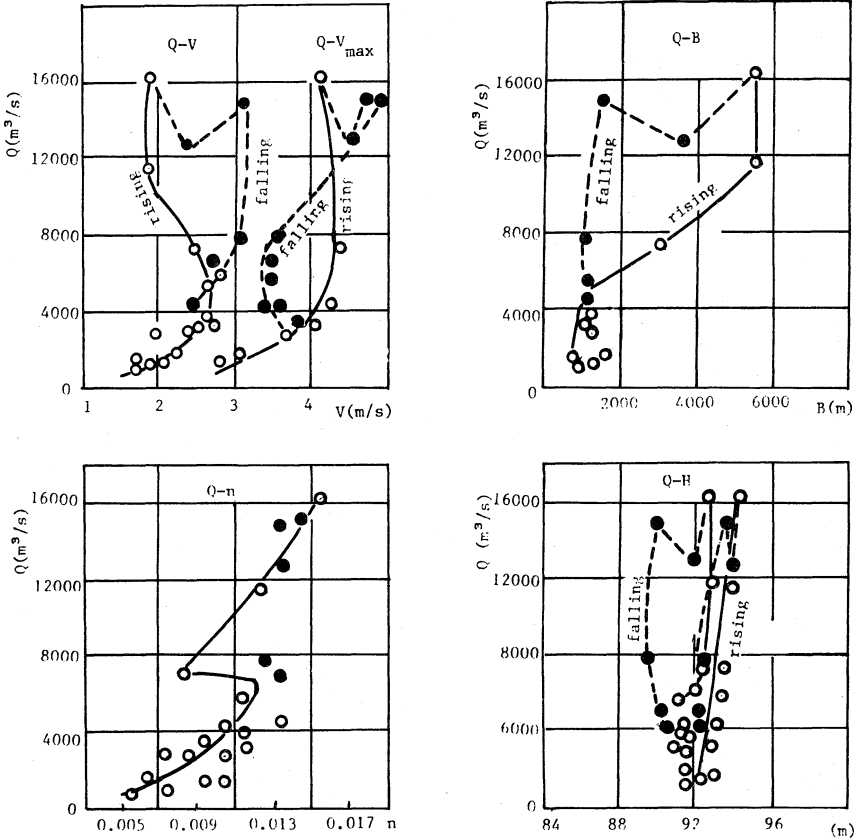 Q-V
Q-Vmax
Q(m³/s)
16000
12000
8000
4000
0
rising
falling
falling
rising
1
2
3
4
V(m/s)
Q-B
Q(m³/s)
16000
12000
8000
4000
0
falling
rising
2000
4000
6000
B(m)
Q-n
Q(m³/s)
16000
12000
8000
4000
0
0.005
0.009
0.013
0.017
n
Q-H
Q (m³/s)
16000
12000
8000
6000
0
falling
rising
84
88
92
96
(m)